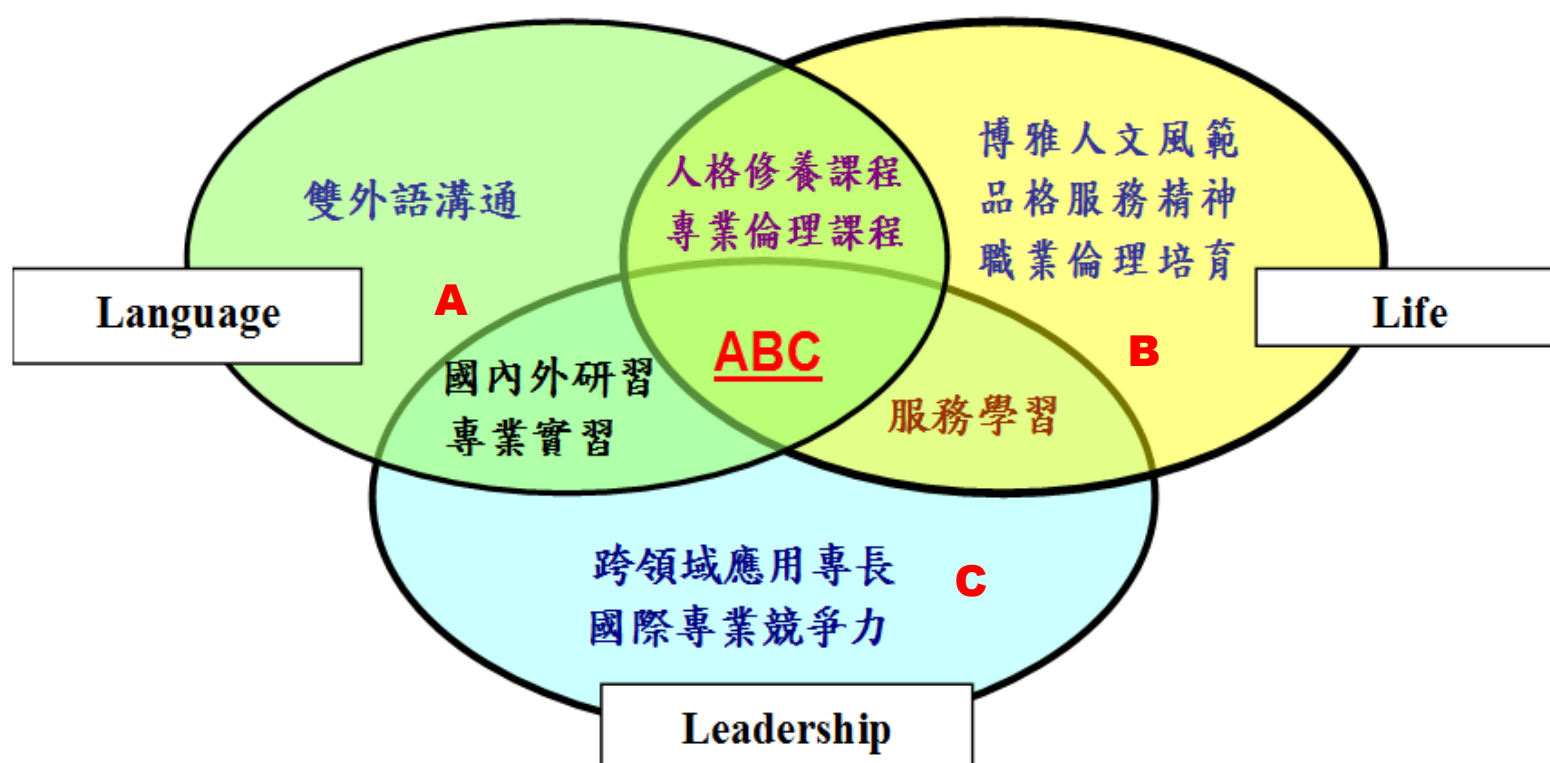 雙外語溝通
人格修養課程
專業倫理課程
博雅人文風範
品格服務精神
職業倫理培育
Language
A
Life
B
ABC
國內外研習
專業實習
服務學習
跨領域應用專長
國際專業競爭力
C
Leadership